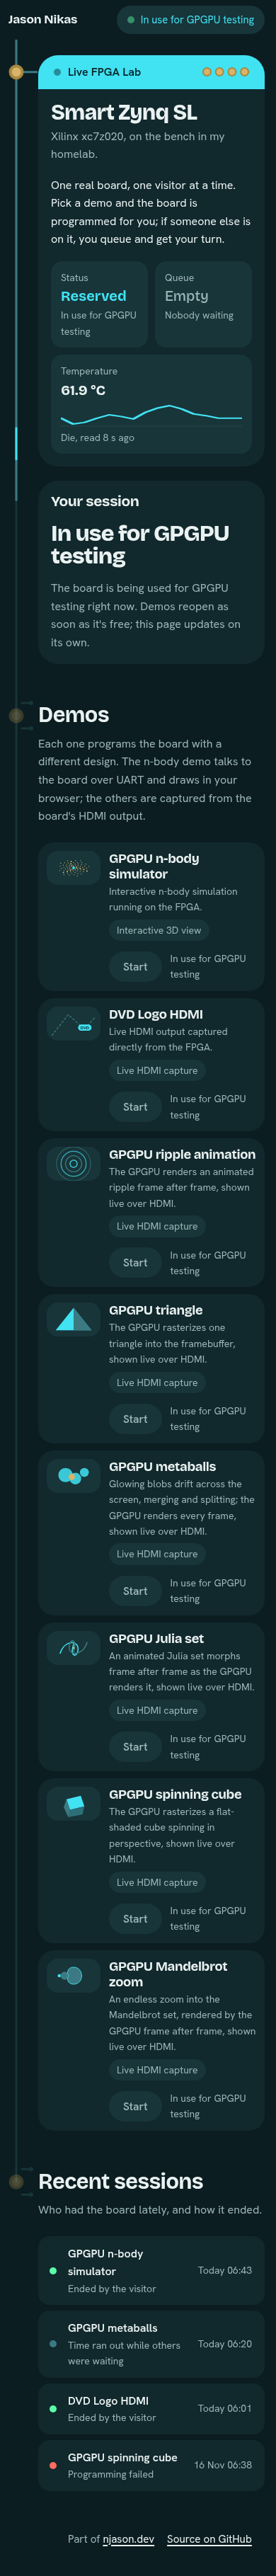 Jason Nikas
In use for GPGPU testing
Live FPGA Lab
Smart Zynq SL
Xilinx xc7z020, on the bench in my
homelab.
One real board, one visitor at a time.
Pick a demo and the board is
programmed for you; if someone else is
on it, you queue and get your turn.
Status
Reserved
In use for GPGPU
testing
Queue
Empty
Nobody waiting
Temperature
61.9 °C
Die, read 8 s ago
Your session
In use for GPGPU
testing
The board is being used for GPGPU
testing right now. Demos reopen as
soon as it's free; this page updates on
its own.
Demos
Each one programs the board with a
different design. The n-body demo talks to
the board over UART and draws in your
browser; the others are captured from the
board's HDMI output.
GPGPU n-body
simulator
Interactive n-body simulation
running on the FPGA.
Interactive 3D view
Start
In use for GPGPU
testing
DVD
DVD Logo HDMI
Live HDMI output captured
directly from the FPGA.
Live HDMI capture
Start
In use for GPGPU
testing
GPGPU ripple animation
The GPGPU renders an animated
ripple frame after frame, shown
live over HDMI.
Live HDMI capture
Start
In use for GPGPU
testing
GPGPU triangle
The GPGPU rasterizes one
triangle into the framebuffer,
shown live over HDMI.
Live HDMI capture
Start
In use for GPGPU
testing
GPGPU metaballs
Glowing blobs drift across the
screen, merging and splitting; the
GPGPU renders every frame,
shown live over HDMI.
Live HDMI capture
Start
In use for GPGPU
testing
GPGPU Julia set
An animated Julia set morphs
frame after frame as the GPGPU
renders it, shown live over HDMI.
Live HDMI capture
Start
In use for GPGPU
testing
GPGPU spinning cube
The GPGPU rasterizes a flat-
shaded cube spinning in
perspective, shown live over
HDMI.
Live HDMI capture
Start
In use for GPGPU
testing
GPGPU Mandelbrot
zoom
An endless zoom into the
Mandelbrot set, rendered by the
GPGPU frame after frame, shown
live over HDMI.
Live HDMI capture
Start
In use for GPGPU
testing
Recent sessions
Who had the board lately, and how it ended.
GPGPU n-body
simulator
Ended by the visitor
Today 06:43
GPGPU metaballs
Time ran out while others
were waiting
Today 06:20
DVD Logo HDMI
Ended by the visitor
Today 06:01
GPGPU spinning cube
Programming failed
16 Nov 06:38
Part of njason.dev
Source on GitHub